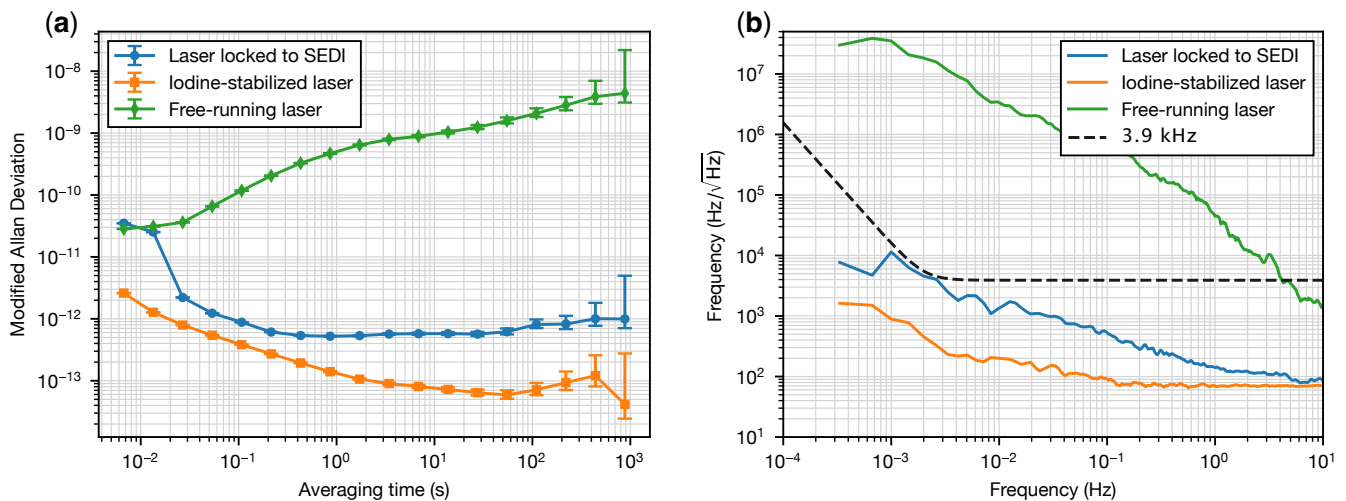 (a)
Laser locked to SEDI
Iodine-stabilized laser
Free-running laser
Modified Allan Deviation
10⁻⁸
10⁻⁹
10⁻¹⁰
10⁻¹¹
10⁻¹²
10⁻¹³
10⁻² 10⁻¹ 10⁰ 10¹ 10² 10³
Averaging time (s)
(b)
Laser locked to SEDI
Iodine-stabilized laser
Free-running laser
3.9 kHz
Frequency (Hz/√Hz)
10⁷
10⁶
10⁵
10⁴
10³
10²
10¹
10⁻⁴ 10⁻³ 10⁻² 10⁻¹ 10⁰ 10¹
Frequency (Hz)